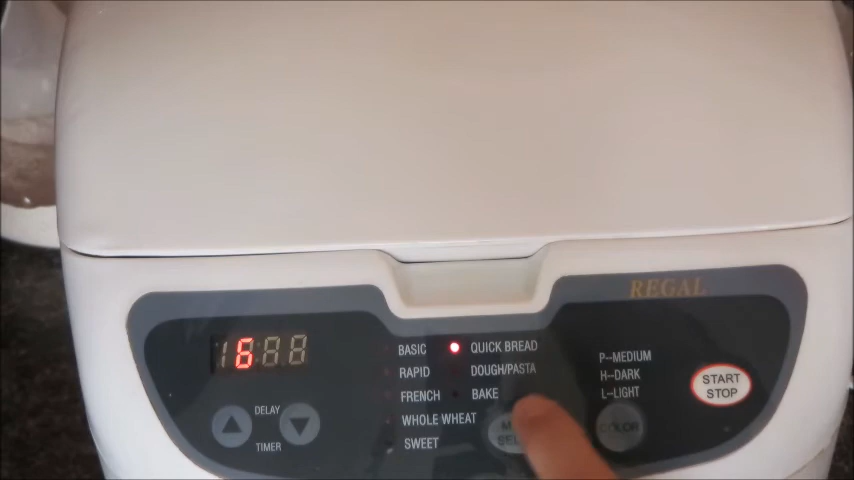 REGAL
6
BASIC
RAPID
FRENCH
WHOLE WHEAT
SWEET
QUICK BREAD
DOUGH/PASTA
BAKE
P-MEDIUM
H-DARK
L-LIGHT
START
STOP
DELAY
TIMER
COLOR